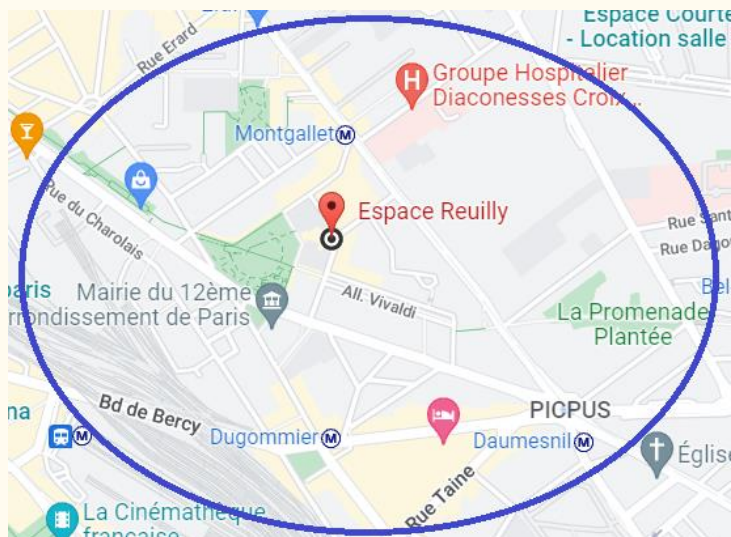 Espace Courte
- Location salle
Rue Erard
Groupe Hospitalier
Diaconesses Croix...
Montgallet
Espace Reuilly
Rue du Charolais
Rue Sant
Rue Dago
Bel
paris
Mairie du 12ème
rrondissement de Paris
All. Vivaldi
La Promenade
Plantée
Bd de Bercy
na
PICPUS
Dugommier
Daumesnil
Église
Rue Taine
La Cinémathèque
française